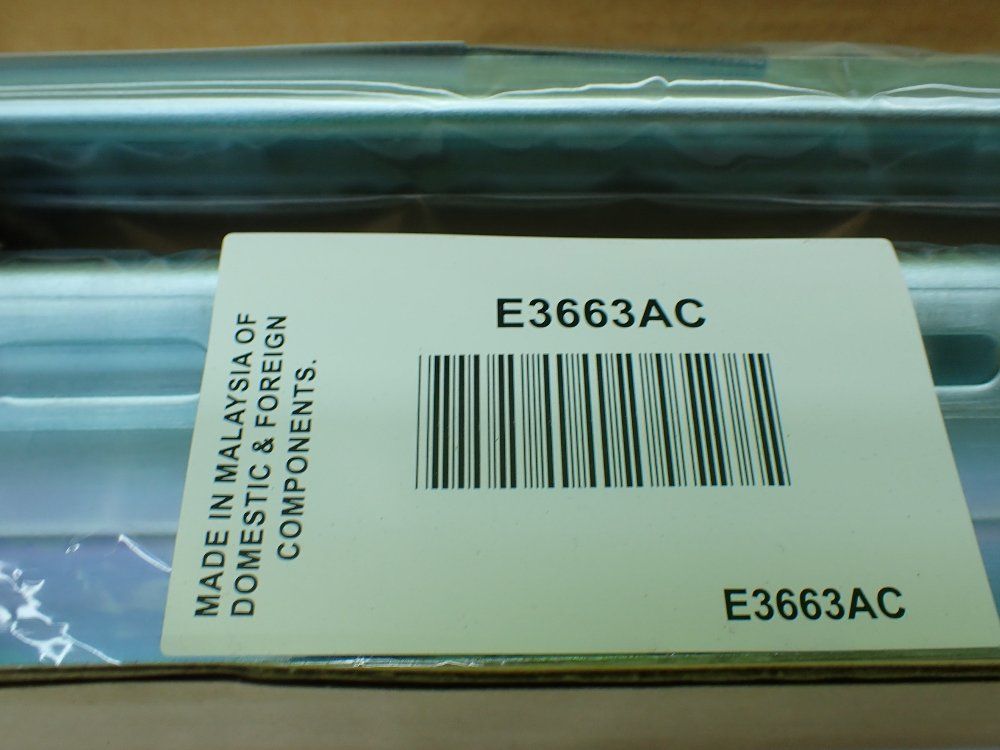 E3663AC
MADE IN MALAYSIA OF
DOMESTIC & FOREIGN
COMPONENTS.
E3663AC